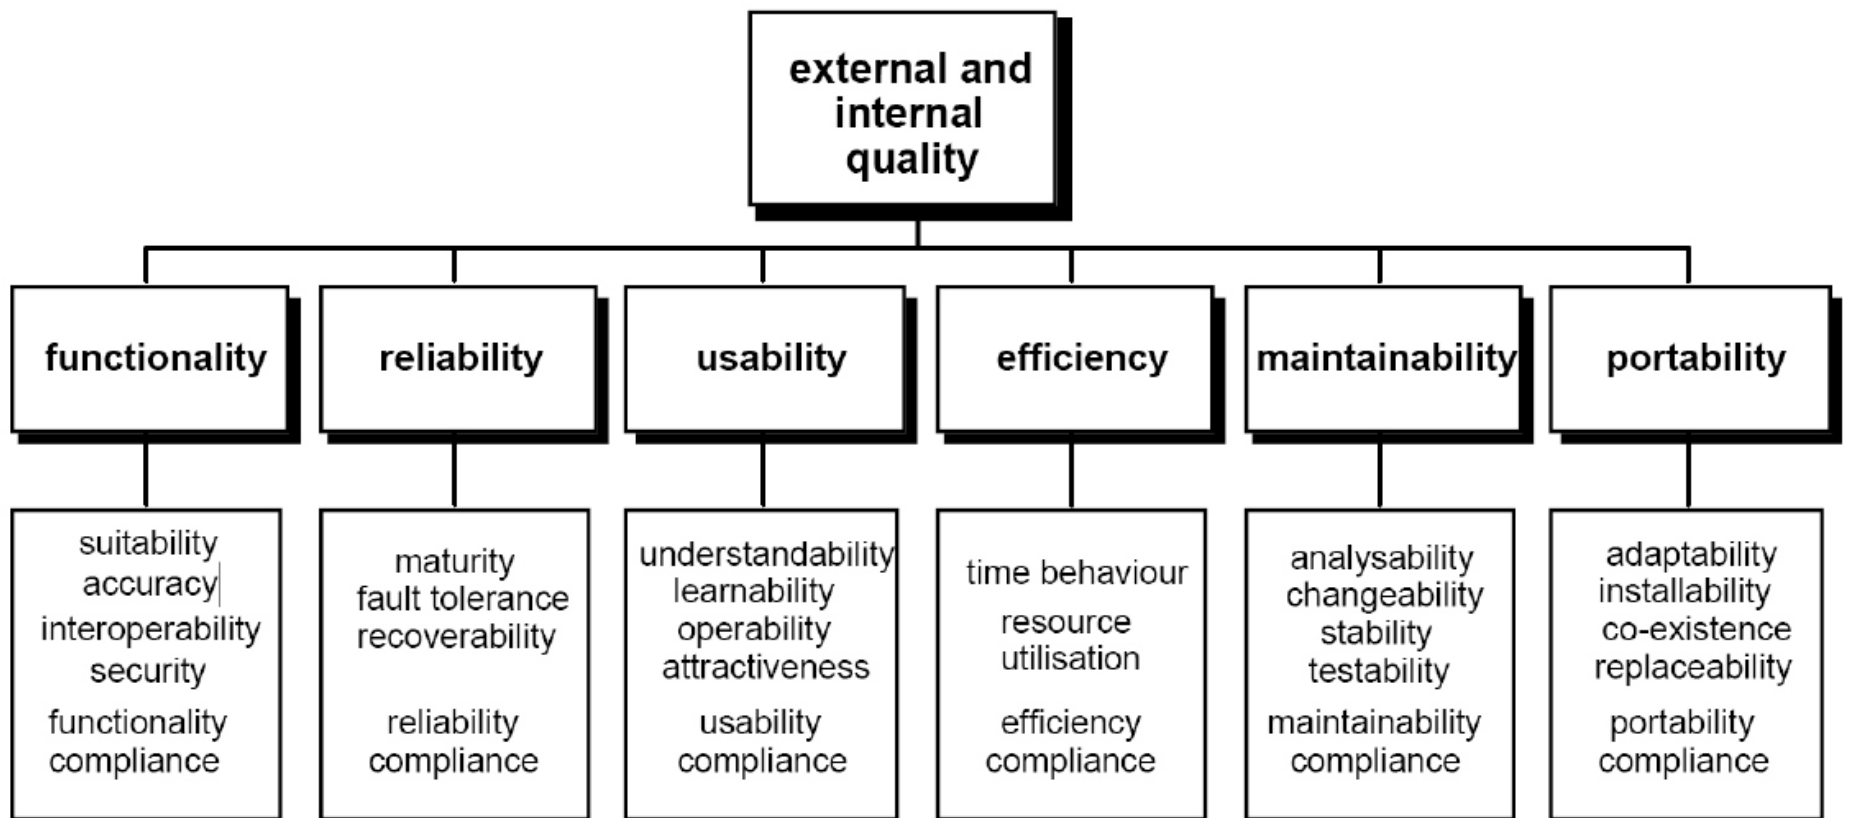 external and
internal
quality
functionality
reliability
usability
efficiency
maintainability
portability
suitability
accuracy
interoperability
security
functionality
compliance
maturity
fault tolerance
recoverability
reliability
compliance
understandability
learnability
operability
attractiveness
usability
compliance
time behaviour
resource
utilisation
efficiency
compliance
analysability
changeability
stability
testability
maintainability
compliance
adaptability
installability
co-existence
replaceability
portability
compliance